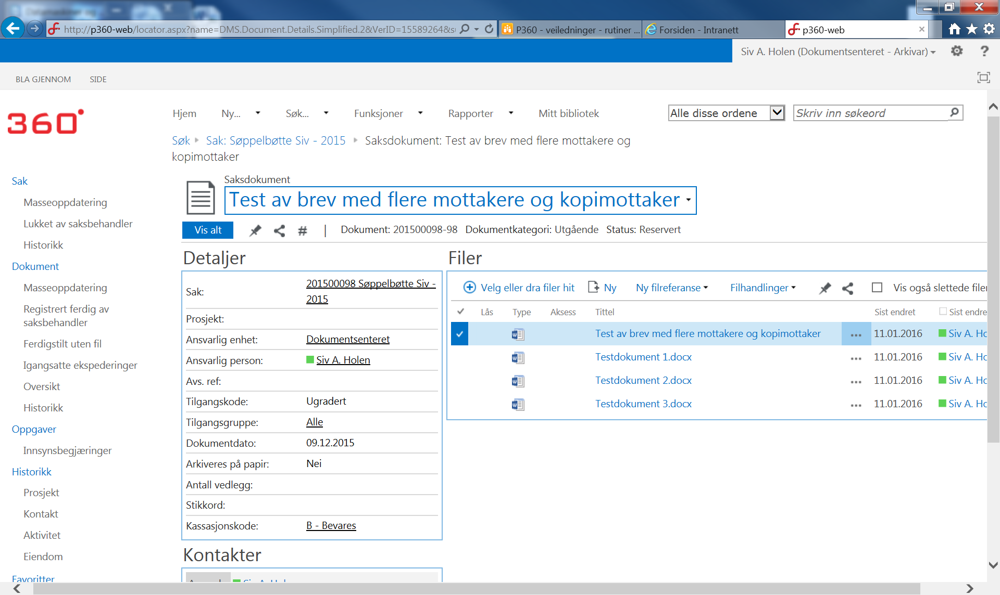 http://p360-web/locator.aspx?name=DMS.Document.Details.Simplified.2&VerID=15589264&s
P360 - veiledninger - rutiner ...
Forsiden - Intranett
p360-web
Siv A. Holen (Dokumentsenteret - Arkivar)
BLA GJENNOM
SIDE
360°
Hjem
Ny...
Søk...
Funksjoner
Rapporter
Mitt bibliotek
Alle disse ordene
Skriv inn søkeord
Søk
Sak: Søppelbøtte Siv - 2015
Saksdokument: Test av brev med flere mottakere og
kopimottaker
Sak
Masseoppdatering
Lukket av saksbehandler
Historikk
Dokument
Masseoppdatering
Registrert ferdig av
saksbehandler
Ferdigstilt uten fil
Igangsatte ekspederinger
Oversikt
Historikk
Oppgaver
Innsynsbegjæringer
Historikk
Prosjekt
Kontakt
Aktivitet
Eiendom
Favoritter
Saksdokument
Test av brev med flere mottakere og kopimottaker
Vis alt
#
|
Dokument: 201500098-98 Dokumentkategori: Utgående Status: Reservert
Detaljer
Sak: 201500098 Søppelbøtte Siv -
2015
Prosjekt:
Ansvarlig enhet: Dokumentsenteret
Ansvarlig person: Siv A. Holen
Avs. ref:
Tilgangskode: Ugradert
Tilgangsgruppe: Alle
Dokumentdato: 09.12.2015
Arkiveres på papir: Nei
Antall vedlegg:
Stikkord:
Kassasjonskode: B - Bevares
Kontakter
Filer
Velg eller dra filer hit
Ny
Ny filreferanse
Filhandlinger
Vis også slettede filer
Lås Type Aksess Tittel Sist endret Sist endre
Test av brev med flere mottakere og kopimottaker ... 11.01.2016 Siv A. Ho
Testdokument 1.docx ... 11.01.2016 Siv A. Ho
Testdokument 2.docx ... 11.01.2016 Siv A. Ho
Testdokument 3.docx ... 11.01.2016 Siv A. Ho